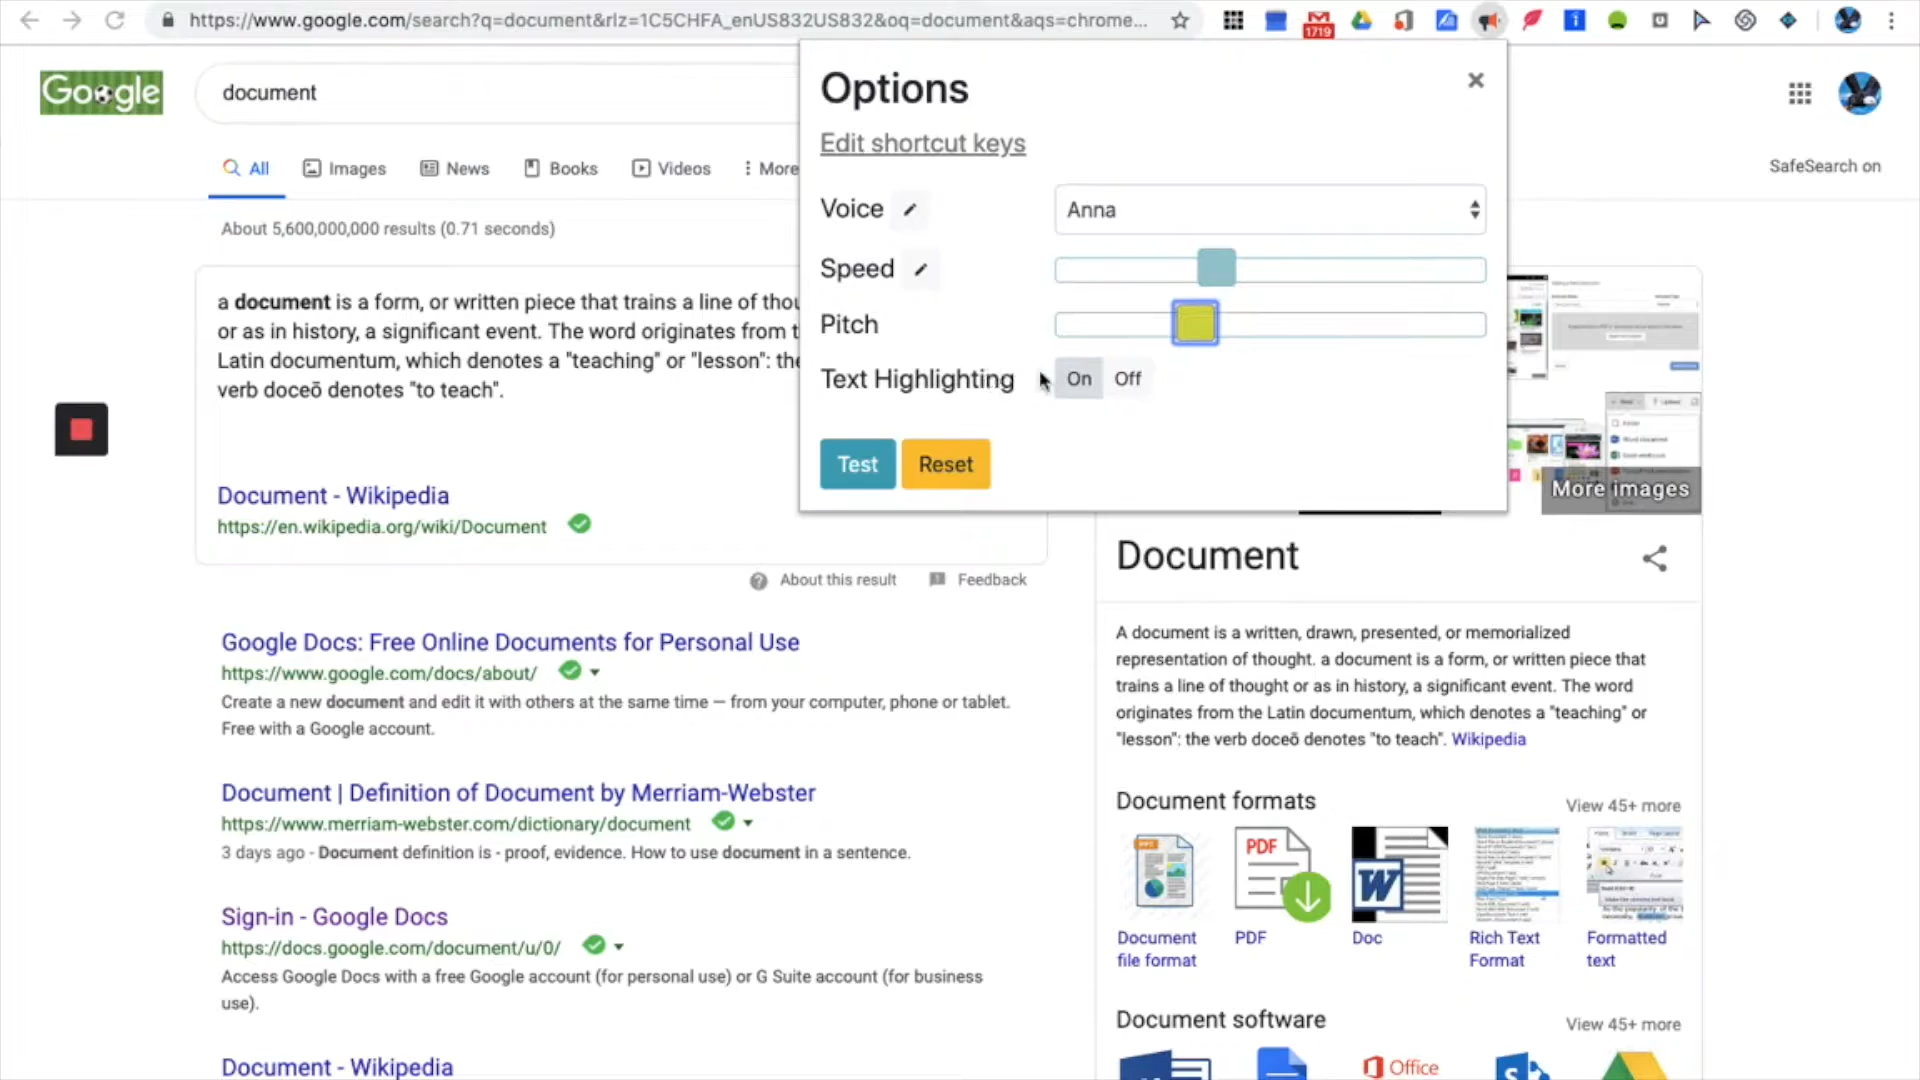 https://www.google.com/search?q=document&rlz=1C5CHFA_enUS832US832&oq=document&aqs=chrome...
1719
Google
document
All
Images
News
Books
Videos
More
SafeSearch on
About 5,600,000,000 results (0.71 seconds)
a document is a form, or written piece that trains a line of thou
or as in history, a significant event. The word originates from t
Latin documentum, which denotes a "teaching" or "lesson": the
verb doceō denotes "to teach".
Document - Wikipedia
https://en.wikipedia.org/wiki/Document
About this result
Feedback
Options
Edit shortcut keys
Voice
Anna
Speed
Pitch
Text Highlighting
On
Off
Test
Reset
Google Docs: Free Online Documents for Personal Use
https://www.google.com/docs/about/
Create a new document and edit it with others at the same time — from your computer, phone or tablet.
Free with a Google account.
Document | Definition of Document by Merriam-Webster
https://www.merriam-webster.com/dictionary/document
3 days ago - Document definition is - proof, evidence. How to use document in a sentence.
Sign-in - Google Docs
https://docs.google.com/document/u/0/
Access Google Docs with a free Google account (for personal use) or G Suite account (for business
use).
Document - Wikipedia
More images
Document
A document is a written, drawn, presented, or memorialized
representation of thought. a document is a form, or written piece that
trains a line of thought or as in history, a significant event. The word
originates from the Latin documentum, which denotes a "teaching" or
"lesson": the verb doceō denotes "to teach". Wikipedia
Document formats
View 45+ more
PDF
W
Document
file format
PDF
Doc
Rich Text
Format
Formatted
text
Document software
View 45+ more
Office